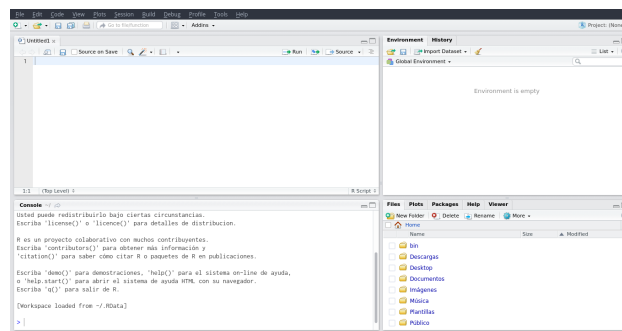 File Edit Code View Plots Session Build Debug Profile Tools Help
Go to file/function Addins Project: (None
Untitled1
Source on Save Run Source
1
1:1 (Top Level) R Script
Console ~/
Usted puede redistribuirlo bajo ciertas circunstancias.
Escriba 'license()' o 'licence()' para detalles de distribucion.
R es un proyecto colaborativo con muchos contribuyentes.
Escriba 'contributors()' para obtener más información y
'citation()' para saber cómo citar R o paquetes de R en publicaciones.
Escriba 'demo()' para demostraciones, 'help()' para el sistema on-line de ayuda,
o 'help.start()' para abrir el sistema de ayuda HTML con su navegador.
Escriba 'q()' para salir de R.
[Workspace loaded from ~/.RData]
>
Environment History
Import Dataset List
Global Environment
Environment is empty
Files Plots Packages Help Viewer
New Folder Delete Rename More
Home
Name Size Modified
bin
Descargas
Desktop
Documentos
Imágenes
Música
Plantillas
Público